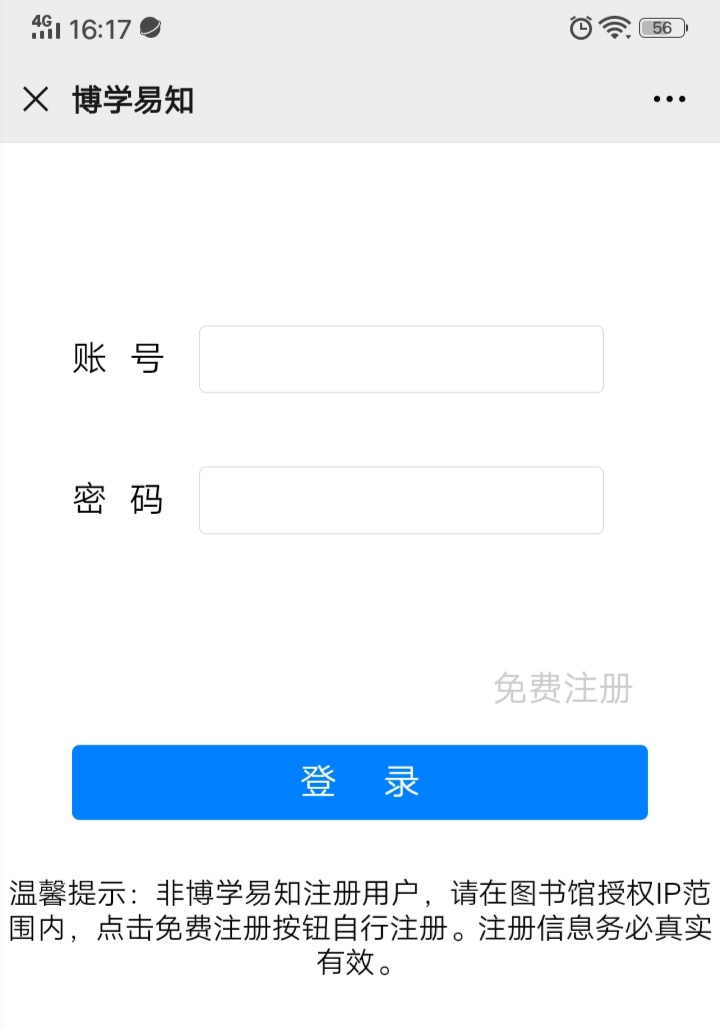 4G 16:17 56
博学易知
账 号
密 码
免费注册
登 录
温馨提示：非博学易知注册用户，请在图书馆授权IP范
围内，点击免费注册按钮自行注册。注册信息务必真实
有效。